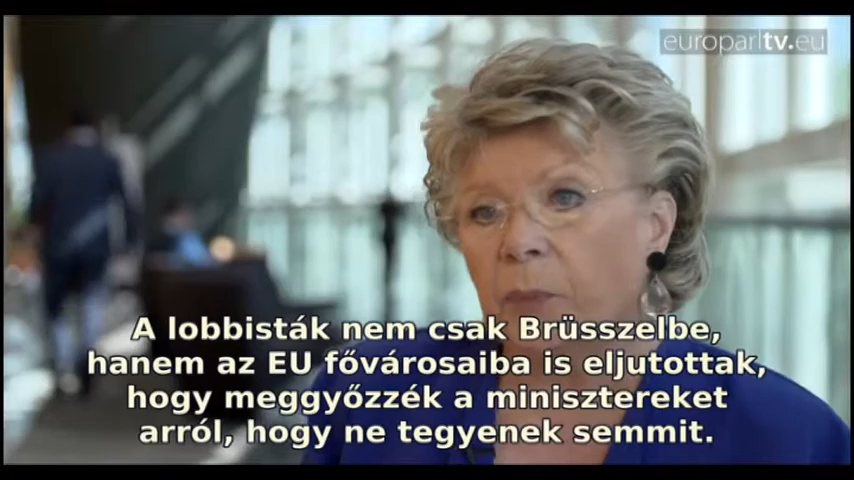 europarltv.eu
A lobbisták nem csak Brüsszelbe,
hanem az EU fővárosaiba is eljutottak,
hogy meggyőzzék a minisztereket
arról, hogy ne tegyenek semmit.